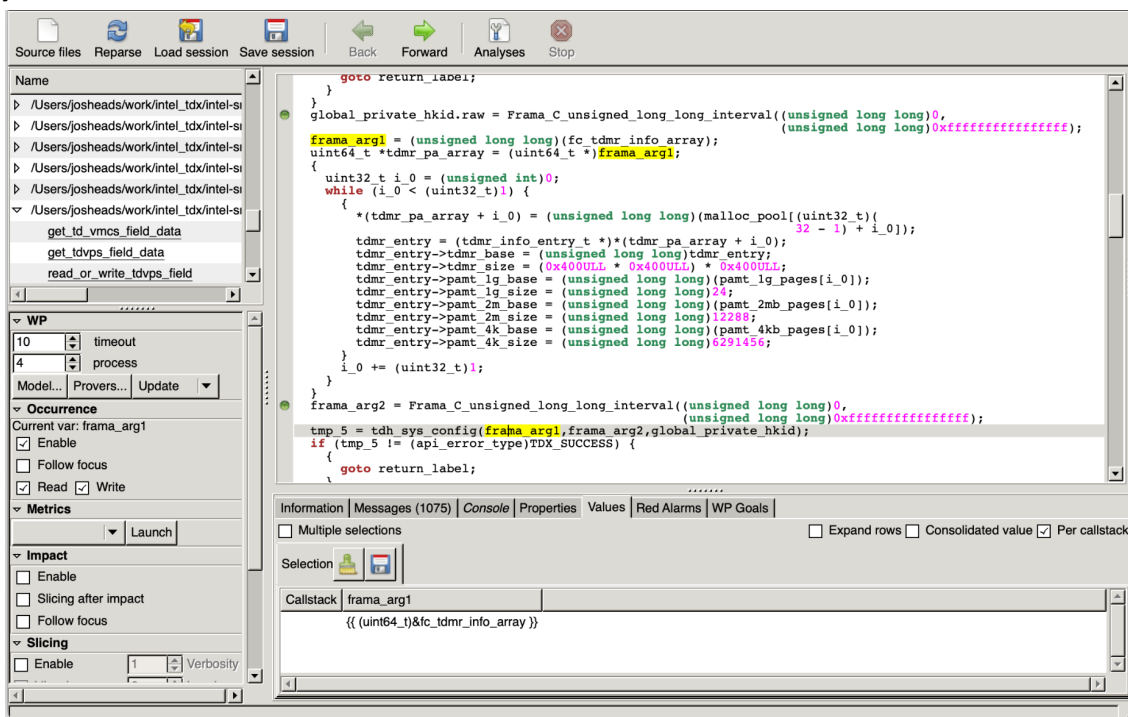 Source files Reparse Load session Save session Back Forward Analyses Stop
Name
/Users/josheads/work/intel_tdx/intel-sr
/Users/josheads/work/intel_tdx/intel-sr
/Users/josheads/work/intel_tdx/intel-sr
/Users/josheads/work/intel_tdx/intel-sr
/Users/josheads/work/intel_tdx/intel-sr
/Users/josheads/work/intel_tdx/intel-sr
get_td_vmcs_field_data
get_tdvps_field_data
read_or_write_tdvps_field
WP
10 timeout
4 process
Model... Provers... Update
Occurrence
Current var: frama_arg1
Enable
Follow focus
Read Write
Metrics
Launch
Impact
Enable
Slicing after impact
Follow focus
Slicing
Enable 1 Verbosity
goto return_label;
}
}
global_private_hkid.raw = Frama_C_unsigned_long_long_interval((unsigned long long)0,
(unsigned long long)0xffffffffffffffff);
frama_arg1 = (unsigned long long)(fc_tdmr_info_array);
uint64_t *tdmr_pa_array = (uint64_t *)frama_arg1;
{
uint32_t i_0 = (unsigned int)0;
while (i_0 < (uint32_t)1) {
{
*(tdmr_pa_array + i_0) = (unsigned long long)(malloc_pool[(uint32_t)(
32 - 1) + i_0]);
tdmr_entry = (tdmr_info_entry_t *)*(tdmr_pa_array + i_0);
tdmr_entry->tdmr_base = (unsigned long long)tdmr_entry;
tdmr_entry->tdmr_size = (0x400ULL * 0x400ULL) * 0x400ULL;
tdmr_entry->pamt_1g_base = (unsigned long long)(pamt_1g_pages[i_0]);
tdmr_entry->pamt_1g_size = (unsigned long long)24;
tdmr_entry->pamt_2m_base = (unsigned long long)(pamt_2mb_pages[i_0]);
tdmr_entry->pamt_2m_size = (unsigned long long)12288;
tdmr_entry->pamt_4k_base = (unsigned long long)(pamt_4kb_pages[i_0]);
tdmr_entry->pamt_4k_size = (unsigned long long)6291456;
}
i_0 += (uint32_t)1;
}
}
frama_arg2 = Frama_C_unsigned_long_long_interval((unsigned long long)0,
(unsigned long long)0xffffffffffffffff);
tmp_5 = tdh_sys_config(frama_arg1,frama_arg2,global_private_hkid);
if (tmp_5 != (api_error_type)TDX_SUCCESS) {
{
goto return_label;
}
Information Messages (1075) Console Properties Values Red Alarms WP Goals
Multiple selections Expand rows Consolidated value Per callstack
Selection
Callstack frama_arg1
{{ (uint64_t)&fc_tdmr_info_array }}